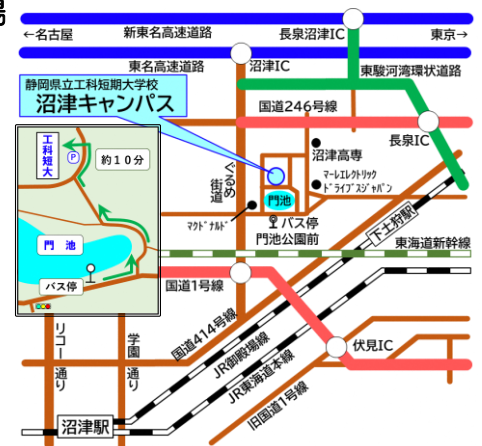 場
←名古屋 新東名高速道路 長泉沼津IC 東京→
東名高速道路 沼津IC 東駿河湾環状道路
静岡県立工科短期大学校
沼津キャンパス
国道246号線
長泉IC
工科短大
P
約10分
ぐるめ街道
沼津高専
マーレエレクトリック
ドライブズジャパン
門池
マクドナルド
バス停
門池公園前
下土狩駅
門池
バス停
東海道新幹線
国道1号線
国道414号線
リコー通り
学園通り
JR御殿場線
JR東海道本線
伏見IC
旧国道1号線
沼津駅